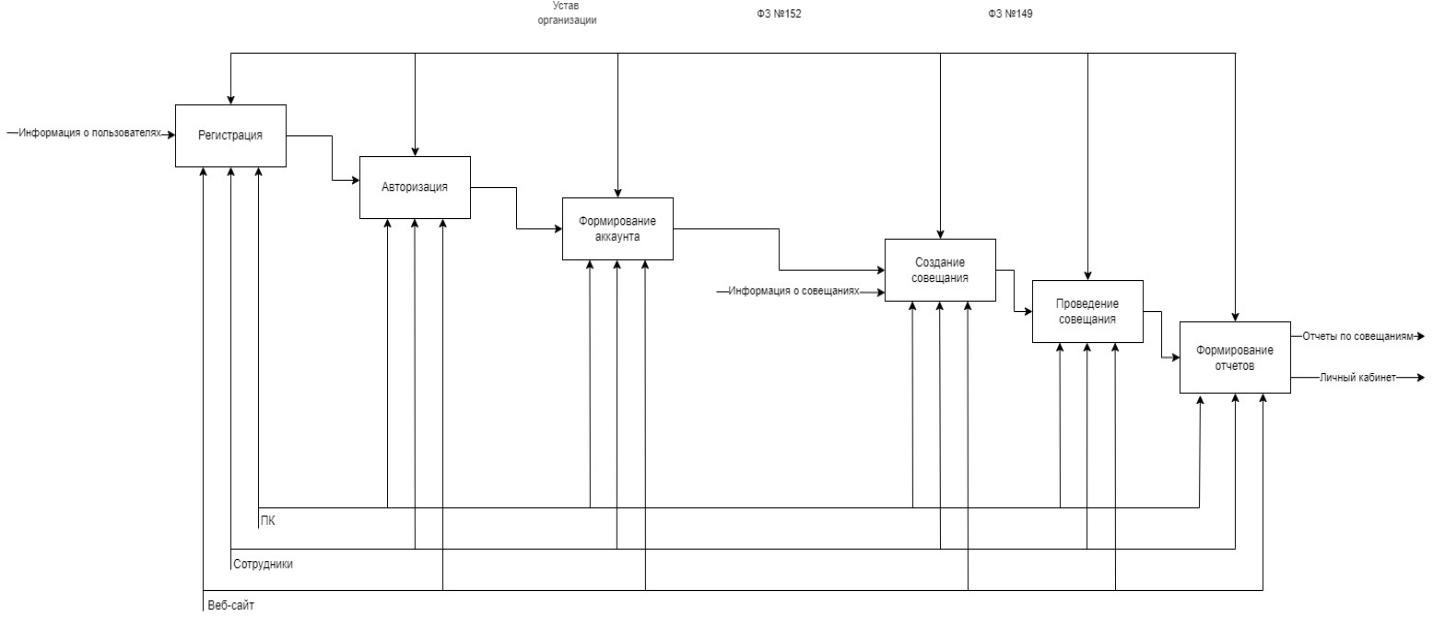 Устав
организации
ФЗ №152
ФЗ №149
Информация о пользователях
Регистрация
Авторизация
Формирование
аккаунта
Создание
совещания
Информация о совещаниях
Проведение
совещания
Формирование
отчетов
Отчеты по совещаниям
Личный кабинет
ПК
Сотрудники
Веб-сайт